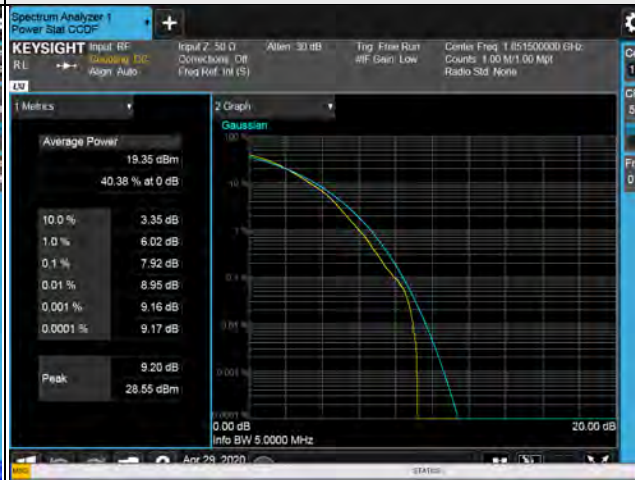 Spectrum Analyzer 1
Power Stat CCDF
+
KEYSIGHT Input: RF Input Z: 50 Ω Atten: 30 dB Trig: Free Run Center Freq: 1.851500000 GHz
RL Coupling: DC Corrections: Off #IF Gain: Low Counts: 1.00 M/1.00 Mpt
Align: Auto Freq Ref: Int (S) Radio Std: None
LXI
1 Metrics
2 Graph
Gaussian
Average Power
19.35 dBm
40.38 % at 0 dB
10.0 % 3.35 dB
1.0 % 6.02 dB
0.1 % 7.92 dB
0.01 % 8.95 dB
0.001 % 9.16 dB
0.0001 % 9.17 dB
Peak 9.20 dB
28.55 dBm
100 %
10 %
1 %
0.1 %
0.01 %
0.001 %
0.0001 %
0.00 dB 20.00 dB
Info BW 5.0000 MHz
Apr 29, 2020
MSG STATUS